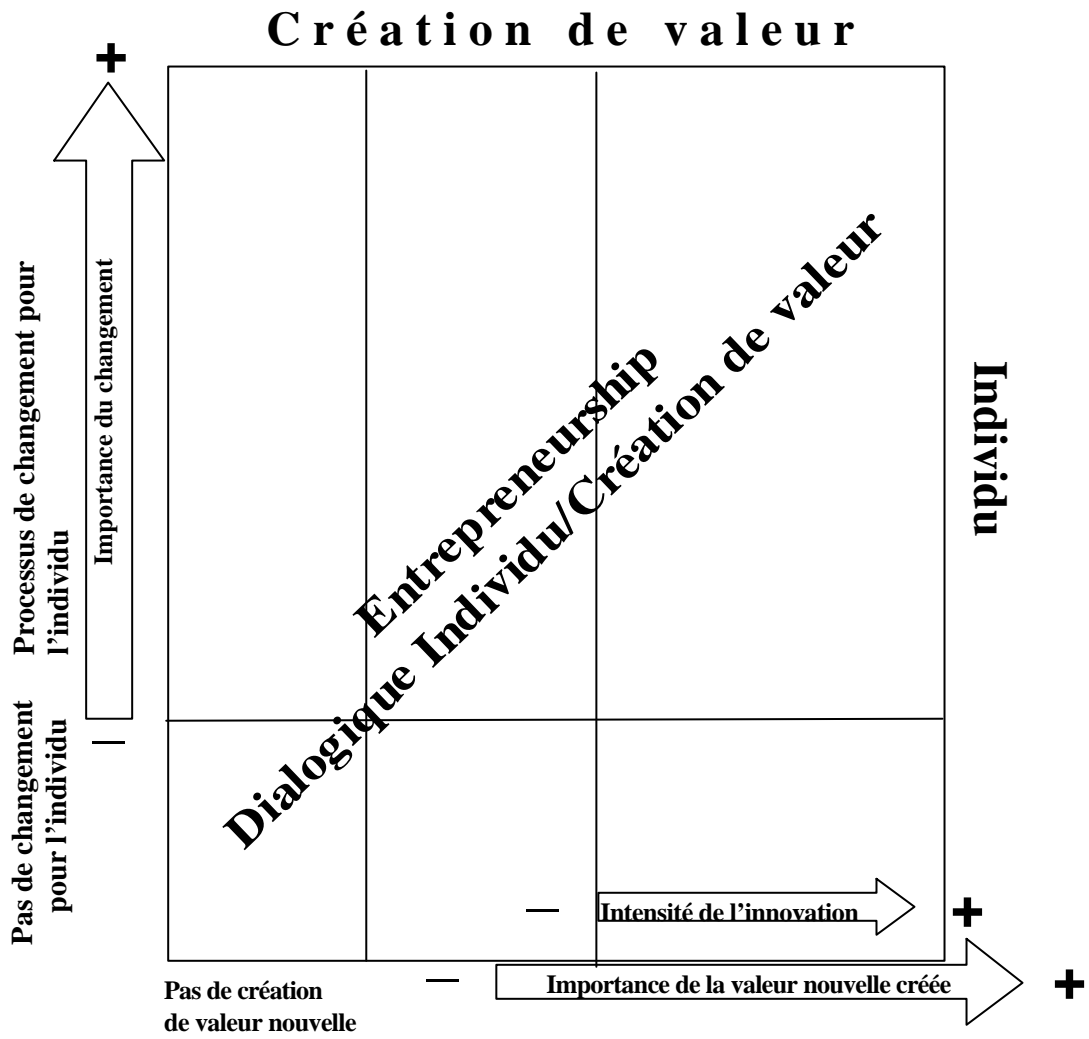 Création de valeur
+
Processus de changement pour
l’individu
Importance du changement
Entrepreneurship
Dialogique Individu/Création de valeur
Individu
Pas de changement
pour l’individu
—
— Intensité de l’innovation +
— Importance de la valeur nouvelle créée +
Pas de création
de valeur nouvelle